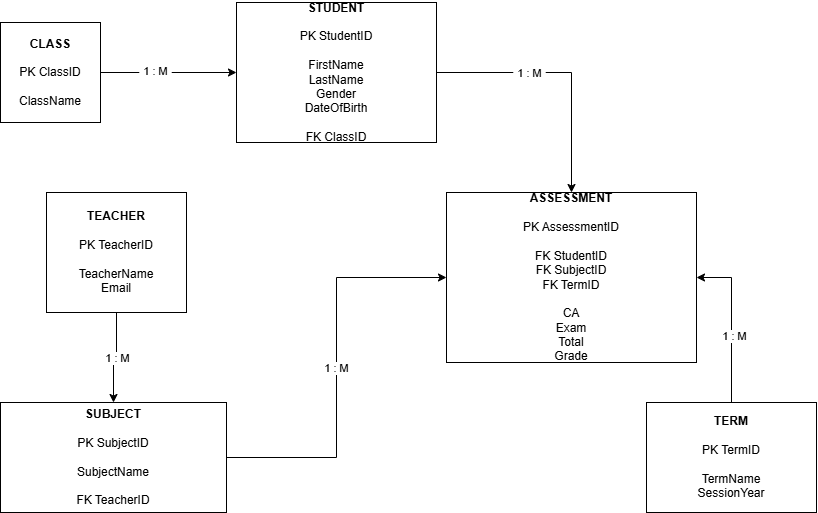 CLASS
PK ClassID
ClassName
1 : M
STUDENT
PK StudentID
FirstName
LastName
Gender
DateOfBirth
FK ClassID
1 : M
TEACHER
PK TeacherID
TeacherName
Email
1 : M
ASSESSMENT
PK AssessmentID
FK StudentID
FK SubjectID
FK TermID
CA
Exam
Total
Grade
1 : M
1 : M
SUBJECT
PK SubjectID
SubjectName
FK TeacherID
TERM
PK TermID
TermName
SessionYear